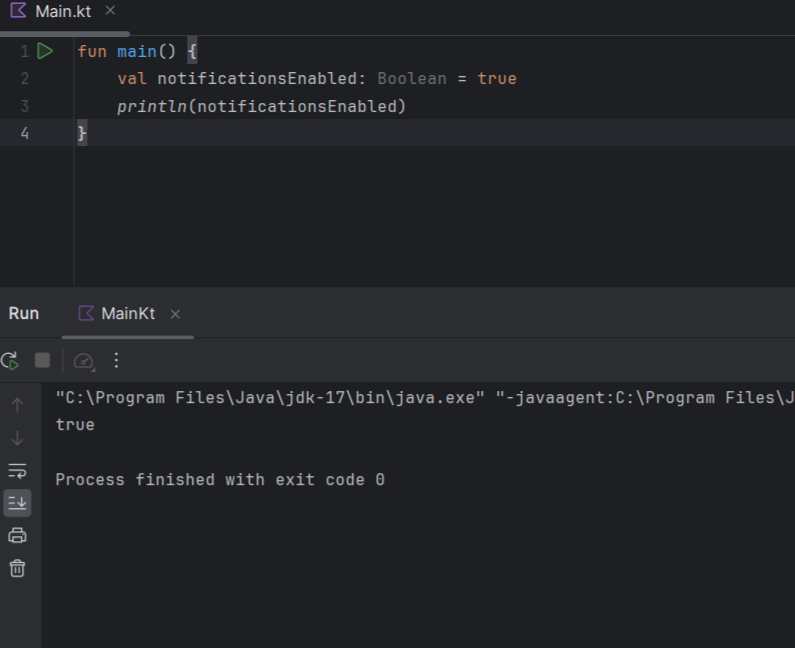 Main.kt
1 fun main() {
2 val notificationsEnabled: Boolean = true
3 println(notificationsEnabled)
4 }
Run MainKt
"C:\Program Files\Java\jdk-17\bin\java.exe" "-javaagent:C:\Program Files\J
true
Process finished with exit code 0